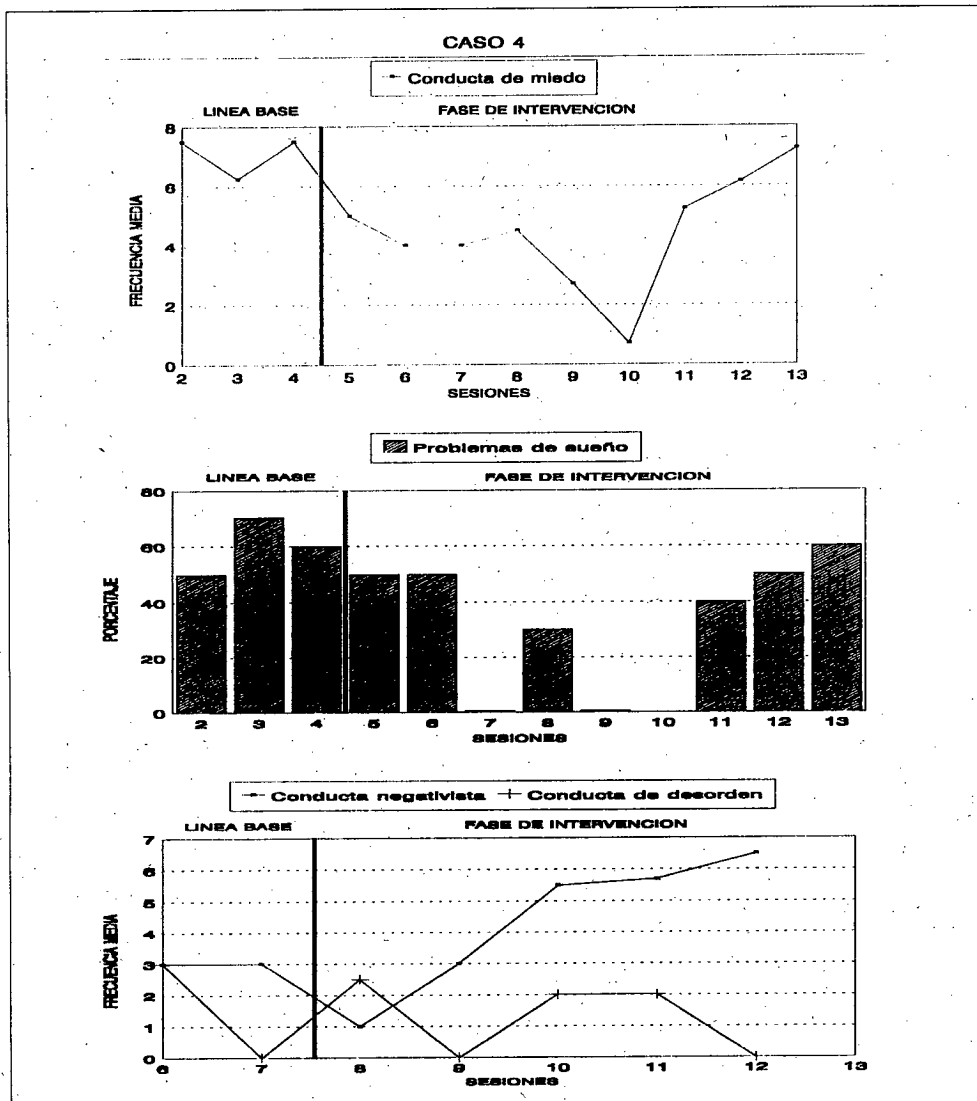 CASO 4
Conducta de miedo
LINEA BASE FASE DE INTERVENCION
8
6
4
2
0
FRECUENCIA MEDIA
2 3 4 5 6 7 8 9 10 11 12 13
SESIONES
Problemas de sueño
LINEA BASE FASE DE INTERVENCION
80
60
40
20
0
PORCENTAJE
2 3 4 5 6 7 8 9 10 11 12 13
SESIONES
Conducta negativista Conducta de desorden
LINEA BASE FASE DE INTERVENCION
7
6
5
4
3
2
1
0
FRECUENCIA MEDIA
6 7 8 9 10 11 12 13
SESIONES